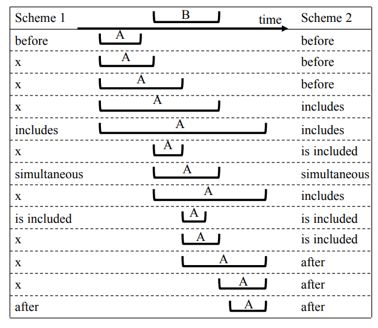 Scheme 1 B time Scheme 2
before A before
x A before
x A before
x A includes
includes A includes
x A is included
simultaneous A simultaneous
x A includes
is included A is included
x A is included
x A after
x A after
after A after